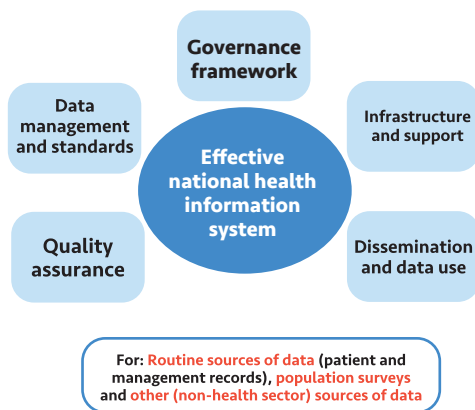 Governance
framework
Data
management
and standards
Infrastructure
and support
Effective
national health
information
system
Quality
assurance
Dissemination
and data use
For: Routine sources of data (patient and
management records), population surveys
and other (non-health sector) sources of data